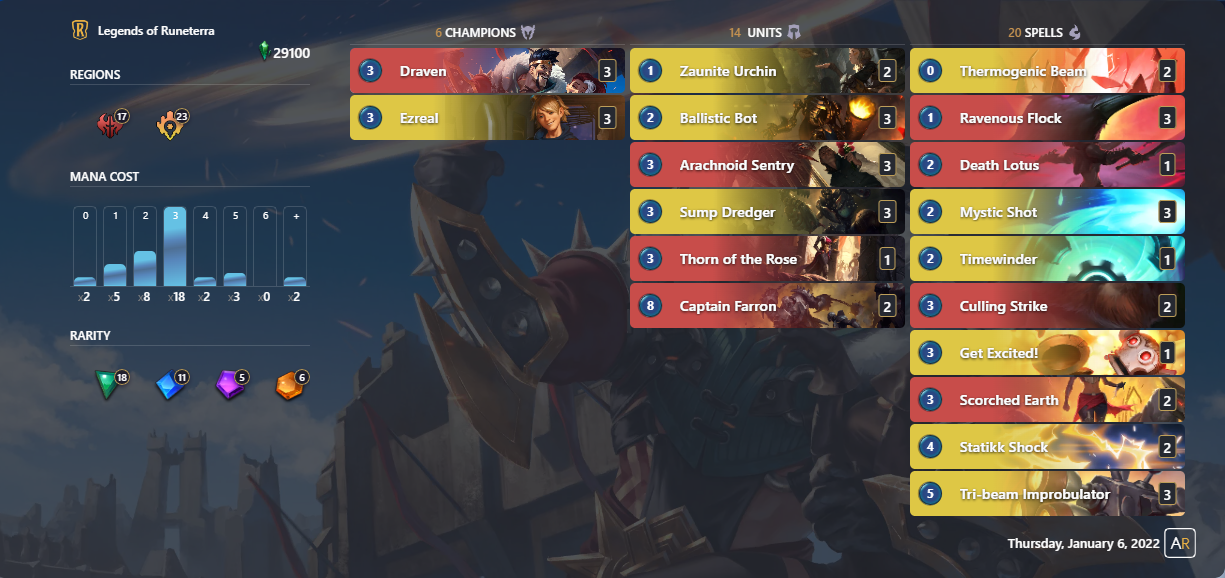 Legends of Runeterra
29100
REGIONS
17
23
MANA COST
0 1 2 3 4 5 6 +
x2 x5 x8 x18 x2 x3 x0 x2
RARITY
18
11
5
6
6 CHAMPIONS
3 Draven 3
3 Ezreal 3
14 UNITS
1 Zaunite Urchin 2
2 Ballistic Bot 3
3 Arachnoid Sentry 3
3 Sump Dredger 3
3 Thorn of the Rose 1
8 Captain Farron 2
20 SPELLS
0 Thermogenic Beam 2
1 Ravenous Flock 3
2 Death Lotus 1
2 Mystic Shot 3
2 Timewinder 1
3 Culling Strike 2
3 Get Excited! 1
3 Scorched Earth 2
4 Statikk Shock 2
5 Tri-beam Improbulator 3
Thursday, January 6, 2022 AR